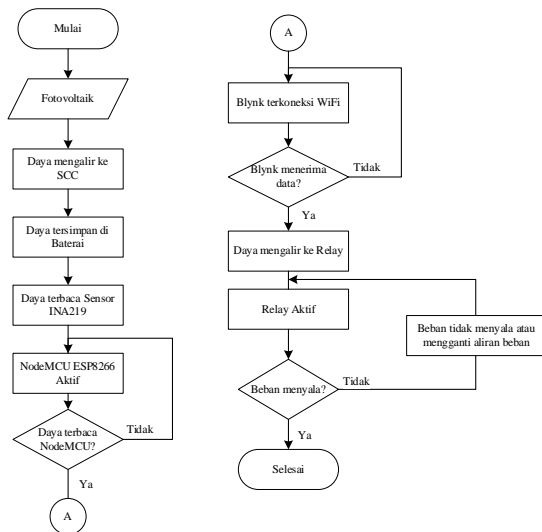 Mulai
Fotovoltaik
Daya mengalir ke
SCC
Daya tersimpan di
Baterai
Daya terbaca Sensor
INA219
NodeMCU ESP8266
Aktif
Daya terbaca
NodeMCU?
Tidak
Ya
A
A
Blynk terkoneksi WiFi
Blynk menerima
data?
Tidak
Ya
Daya mengalir ke Relay
Relay Aktif
Beban tidak menyala atau
mengganti aliran beban
Beban menyala?
Tidak
Ya
Selesai